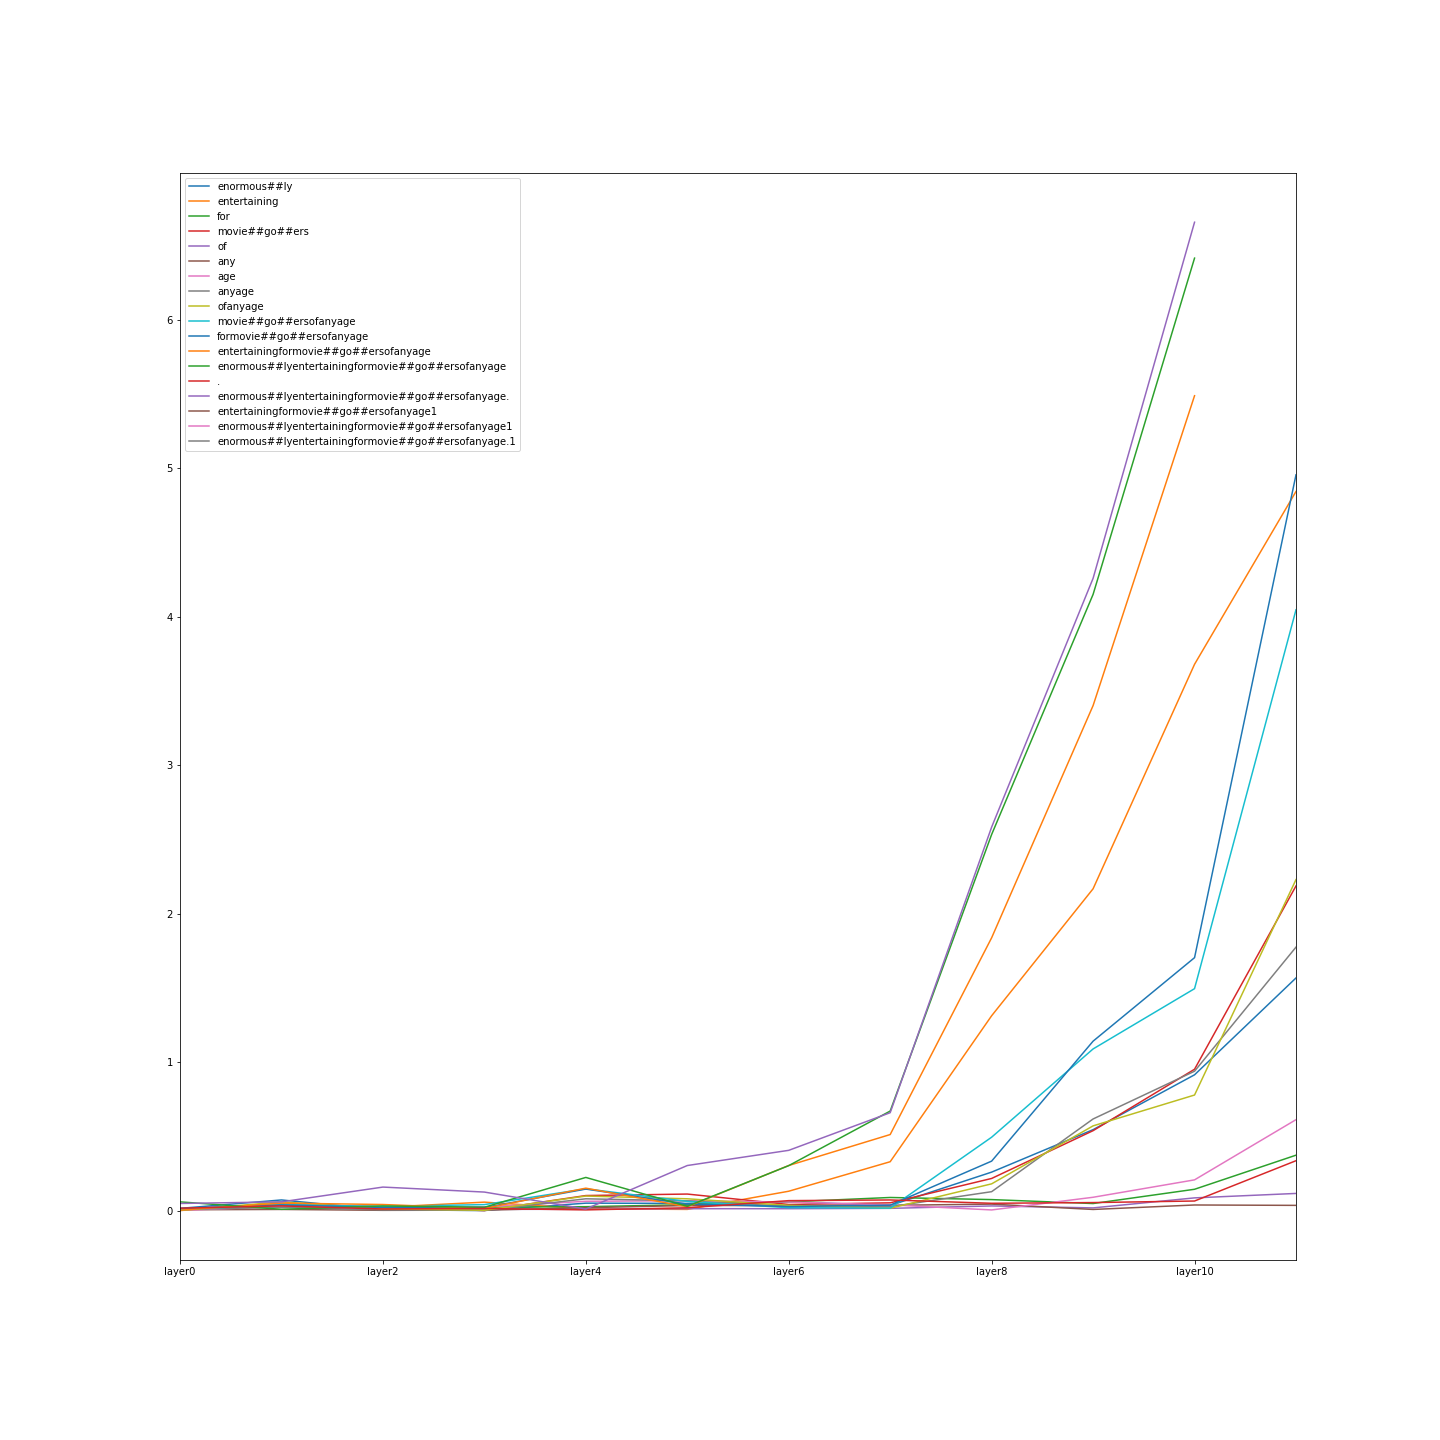 enormous##ly
entertaining
for
movie##go##ers
of
any
age
anyage
ofanyage
movie##go##ersofanyage
formovie##go##ersofanyage
entertainingformovie##go##ersofanyage
enormous##lyentertainingformovie##go##ersofanyage
.
enormous##lyentertainingformovie##go##ersofanyage.
entertainingformovie##go##ersofanyage1
enormous##lyentertainingformovie##go##ersofanyage1
enormous##lyentertainingformovie##go##ersofanyage.1
6
5
4
3
2
1
0
layer0 layer2 layer4 layer6 layer8 layer10